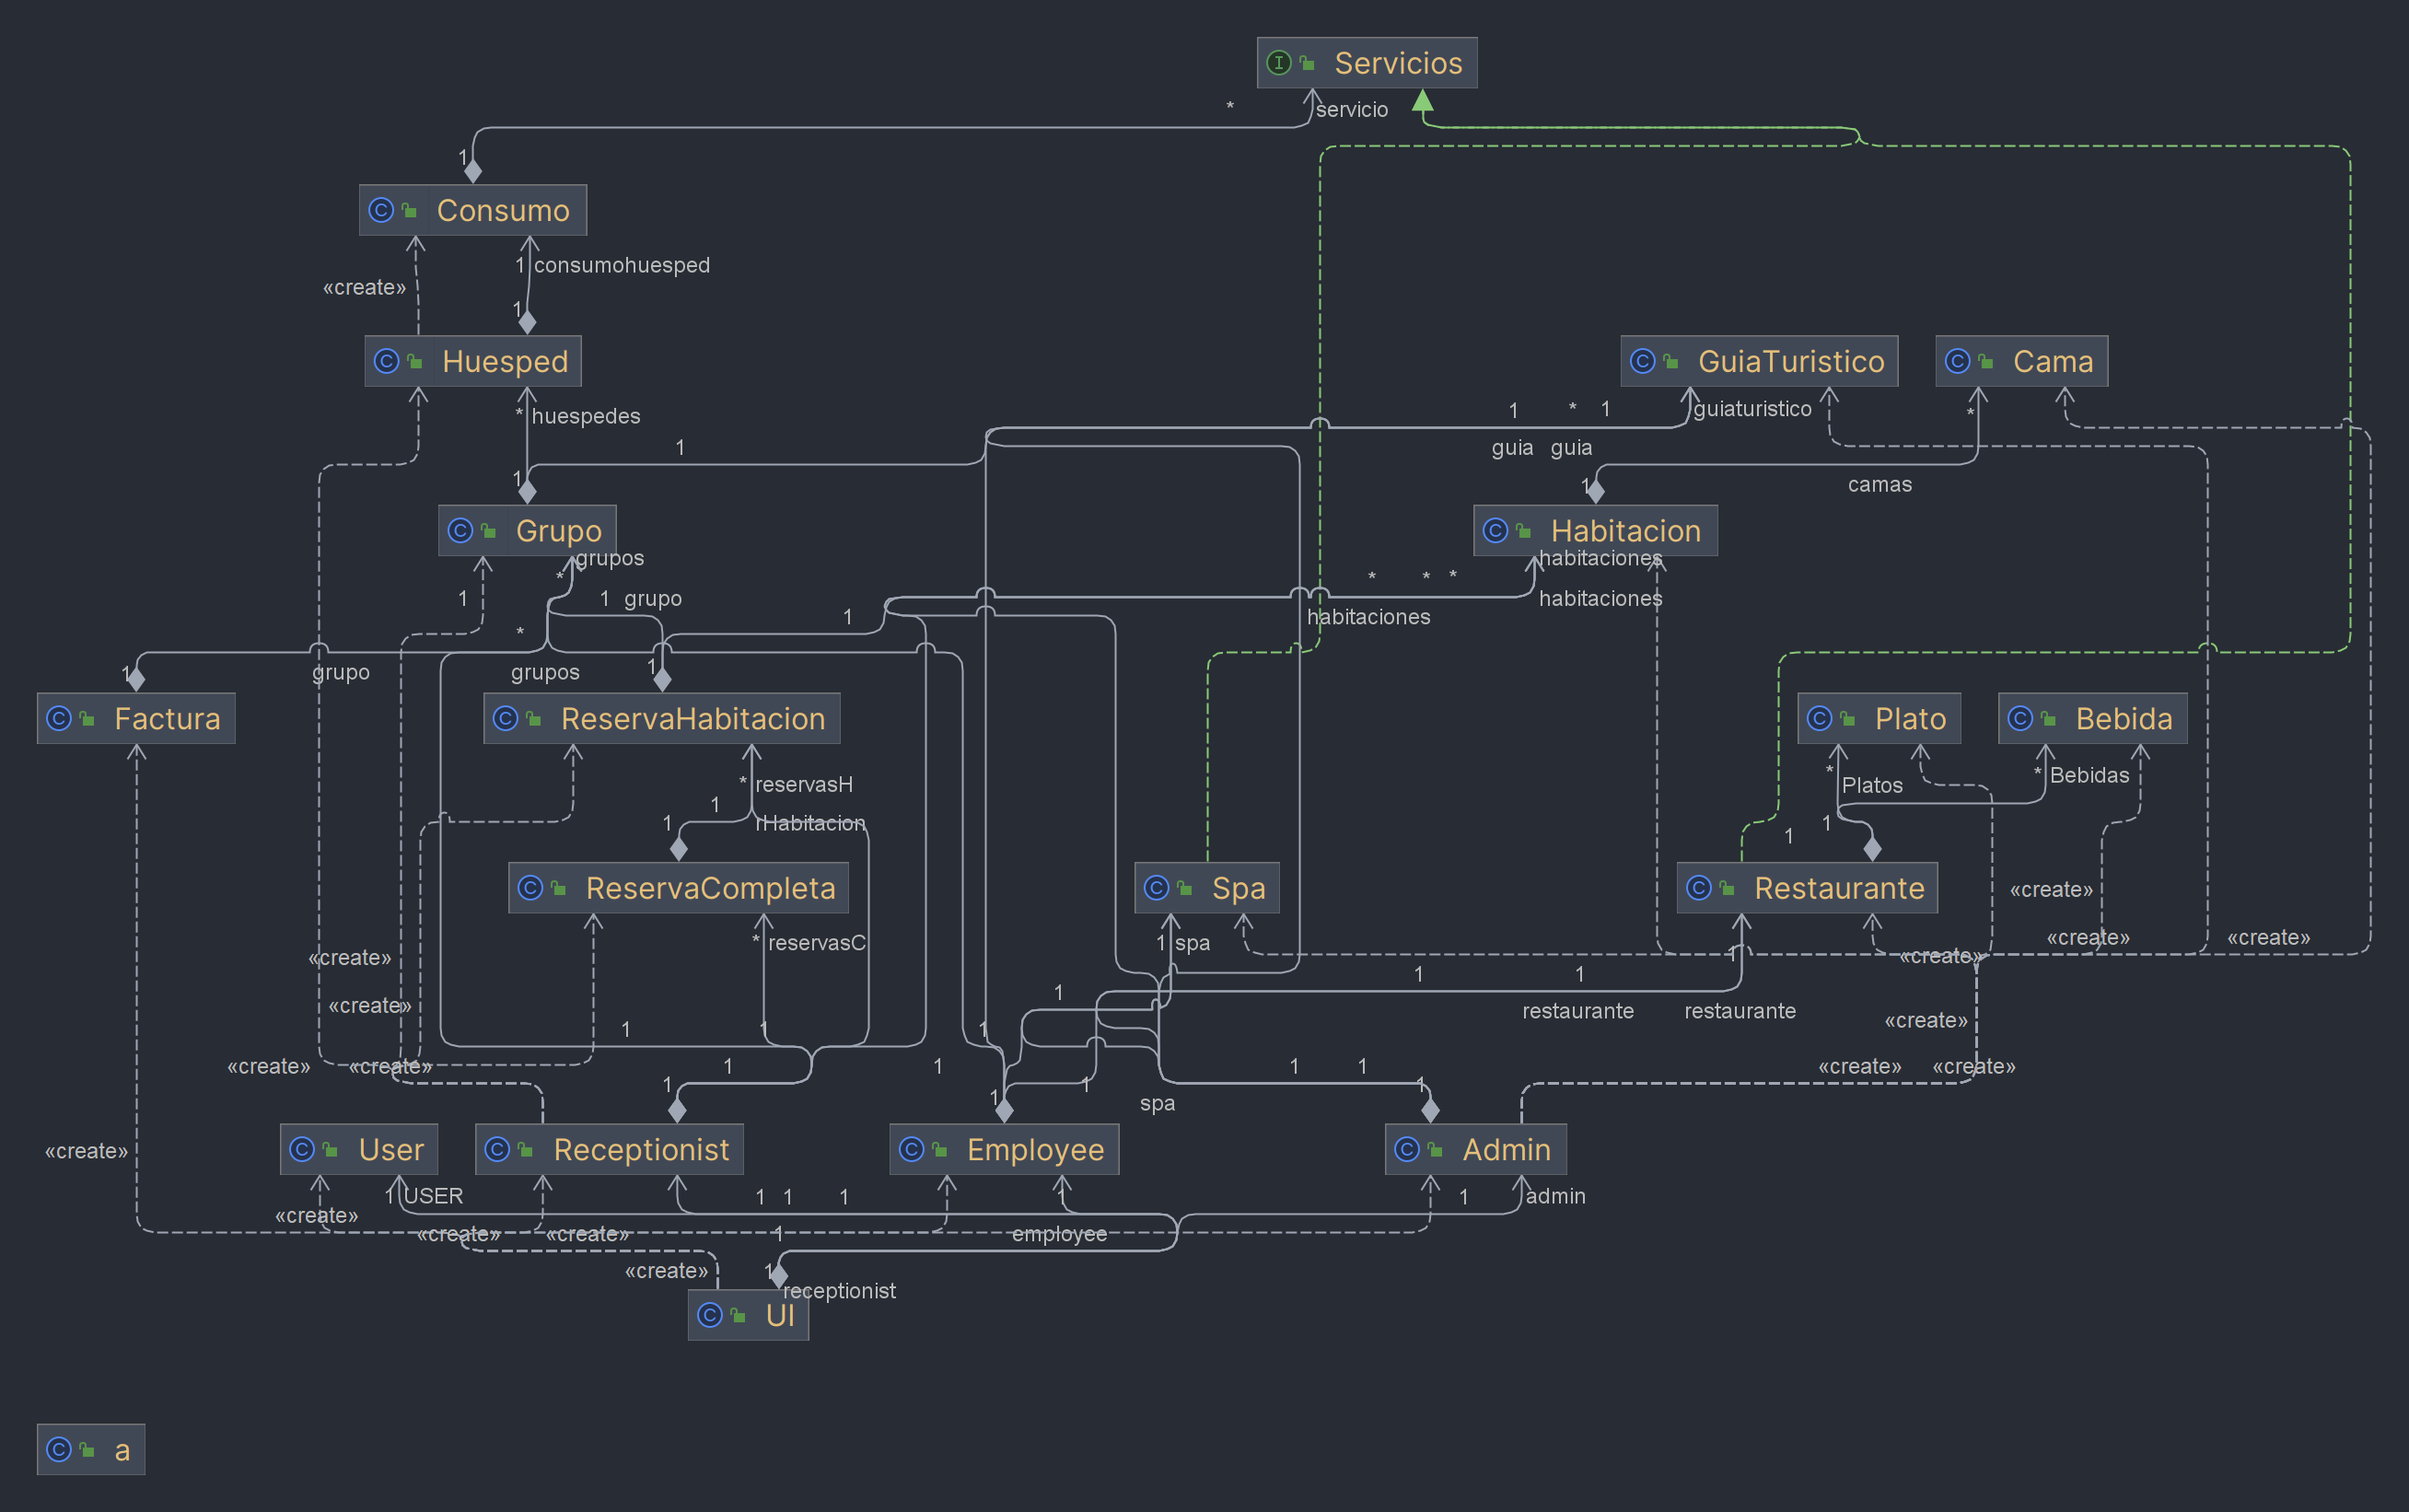 Servicios
* servicio
1
Consumo
1 consumohuesped
«create»
1
Huesped
GuiaTuristico
Cama
* huespedes
1 * 1 guiaturistico
*
1
guia guia
1
1
camas
Grupo
Habitacion
grupos
habitaciones
*
* * *
1
1 grupo
habitaciones
1
habitaciones
*
1
grupo
grupos
1
Factura
ReservaHabitacion
Plato
Bebida
* reservasH
* Platos
* Bebidas
1
1
rHabitacion
1
1
ReservaCompleta
Spa
Restaurante
«create»
* reservasC
1 spa
«create»
«create»
«create»
1
«create»
1
1
1
«create»
restaurante
restaurante
«create»
1
1
1
«create»
«create»
1
1
1
1
«create»
«create»
1
1
1
1
spa
User
Receptionist
Employee
Admin
«create»
1 USER
1 1 1
1
1
admin
«create»
«create»
«create»
1
employee
«create»
1
receptionist
UI
a